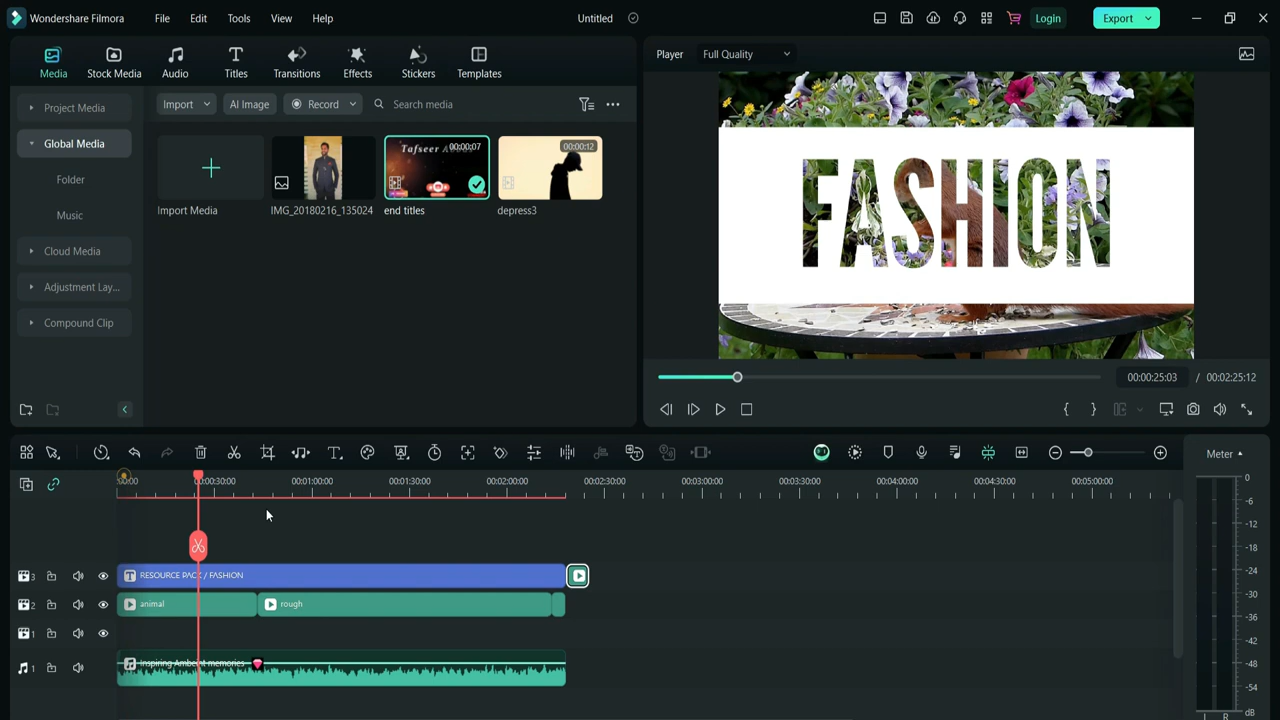 Wondershare Filmora File Edit Tools View Help Untitled Login Export
Media Stock Media Audio Titles Transitions Effects Stickers Templates
Player Full Quality
Project Media
Global Media
Folder
Music
Cloud Media
Adjustment Lay...
Compound Clip
Import AI Image Record Search media
Tafseer
00:00:07
00:00:12
Import Media IMG_20180216_135024 end titles depress3
FASHION
00:00:25:03 / 00:02:25:12
Meter
:00:00 00:00:30:00 00:01:00:00 00:01:30:00 00:02:00:00 00:02:30:00 00:03:00:00 00:03:30:00 00:04:00:00 00:04:30:00 00:05:00:00
3 RESOURCE PACK / FASHION
2 animal rough
1
1 Inspiring Ambient memories
0
-6
-12
-18
-24
-30
-36
-42
-48
-54
dB
L R